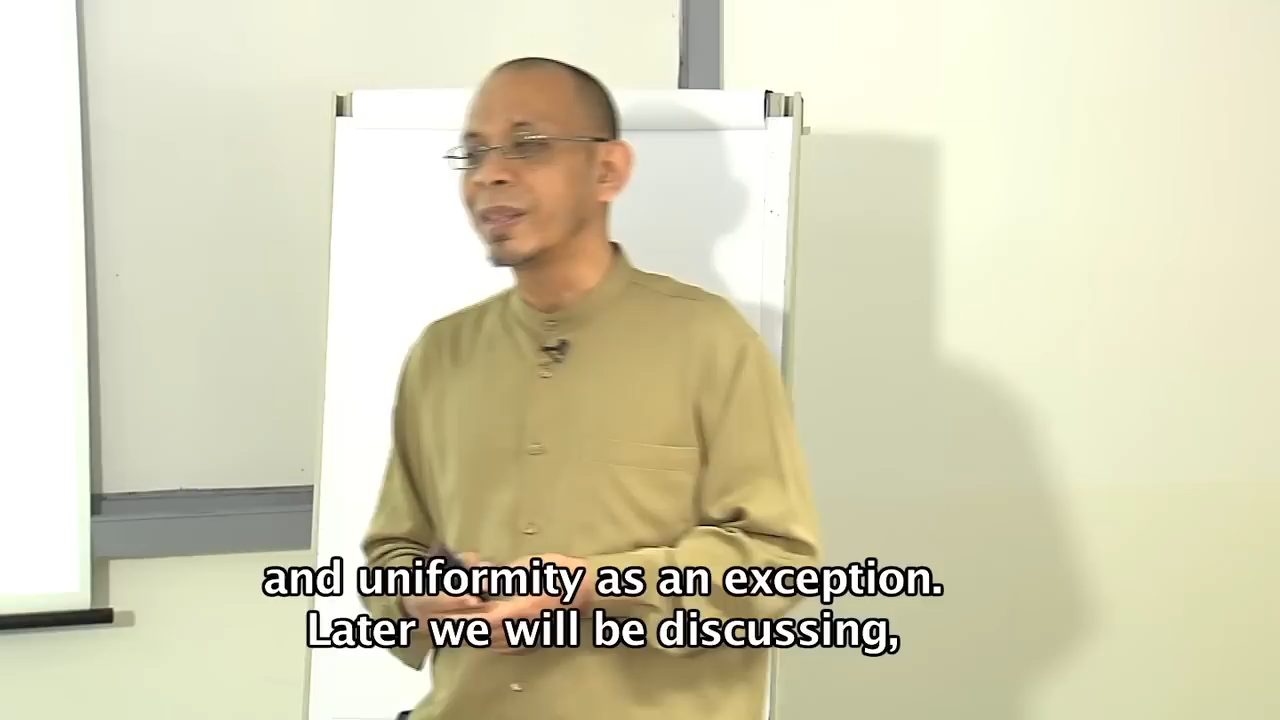 and uniformity as an exception.
Later we will be discussing,